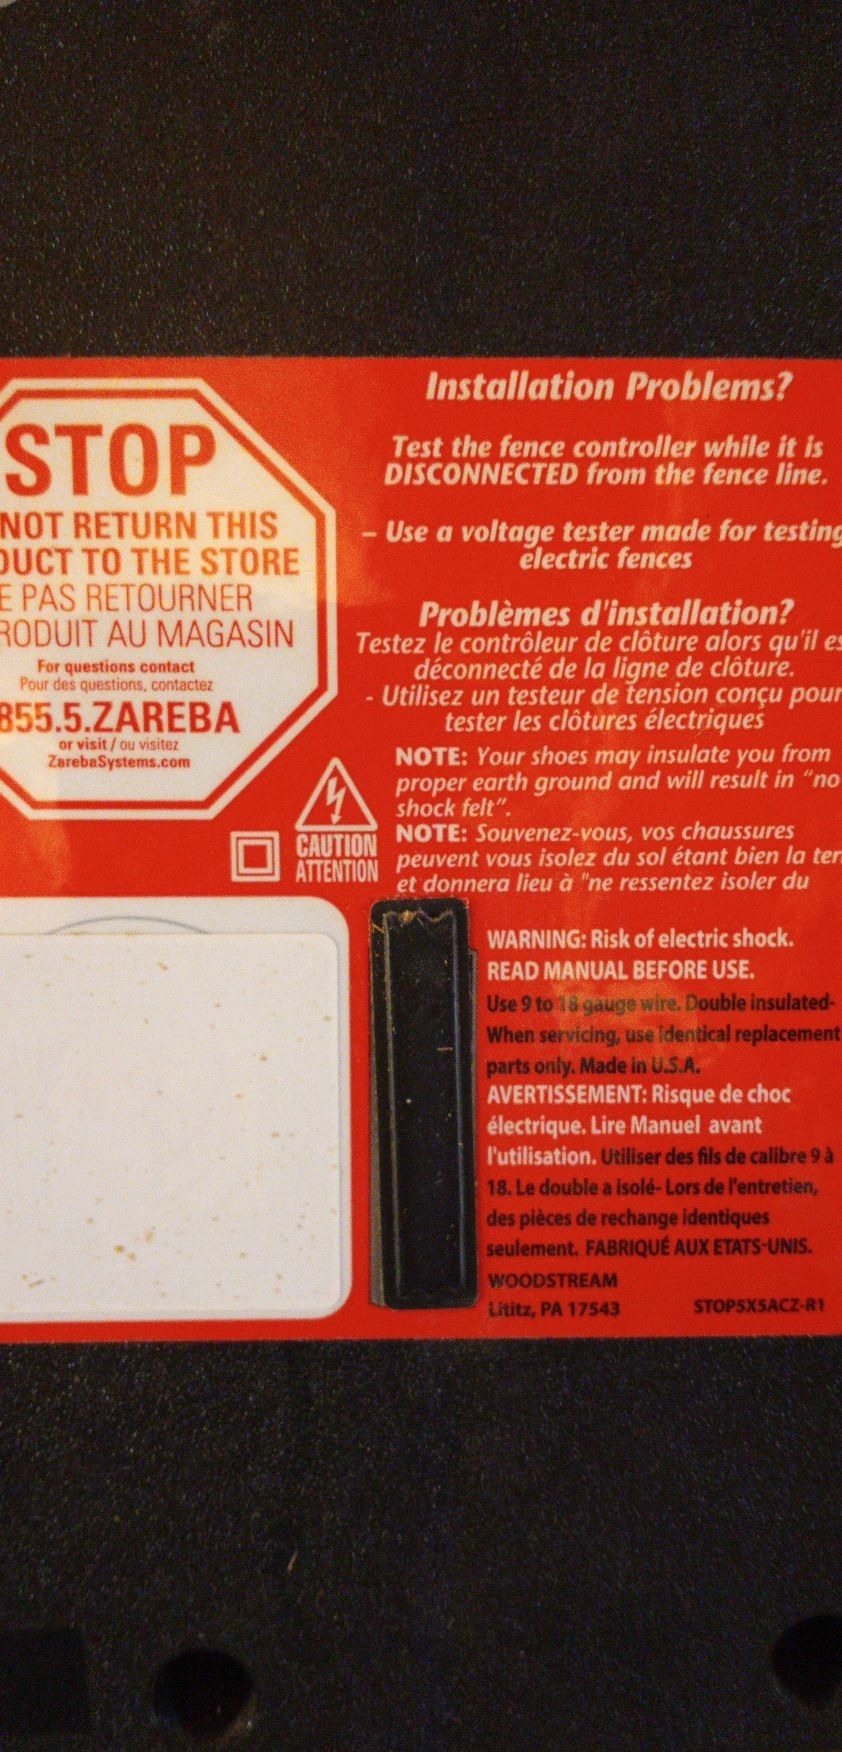 STOP
NOT RETURN THIS
DUCT TO THE STORE
E PAS RETOURNER
RODUIT AU MAGASIN
For questions contact
Pour des questions, contactez
855.5.ZAREBA
or visit / ou visitez
ZarebaSystems.com
CAUTION
ATTENTION
Installation Problems?
Test the fence controller while it is
DISCONNECTED from the fence line.
– Use a voltage tester made for testing
electric fences
Problèmes d'installation?
Testez le contrôleur de clôture alors qu'il es
déconnecté de la ligne de clôture.
- Utilisez un testeur de tension conçu pour
tester les clôtures électriques
NOTE: Your shoes may insulate you from
proper earth ground and will result in “no
shock felt”.
NOTE: Souvenez-vous, vos chaussures
peuvent vous isolez du sol étant bien la ter
et donnera lieu à "ne ressentez isoler du
WARNING: Risk of electric shock.
READ MANUAL BEFORE USE.
Use 9 to 18 gauge wire. Double insulated-
When servicing, use identical replacement
parts only. Made in U.S.A.
AVERTISSEMENT: Risque de choc
électrique. Lire Manuel avant
l'utilisation. Utiliser des fils de calibre 9 à
18. Le double a isolé- Lors de l'entretien,
des pièces de rechange identiques
seulement. FABRIQUÉ AUX ETATS-UNIS.
WOODSTREAM
Lititz, PA 17543 STOP5X5ACZ-R1